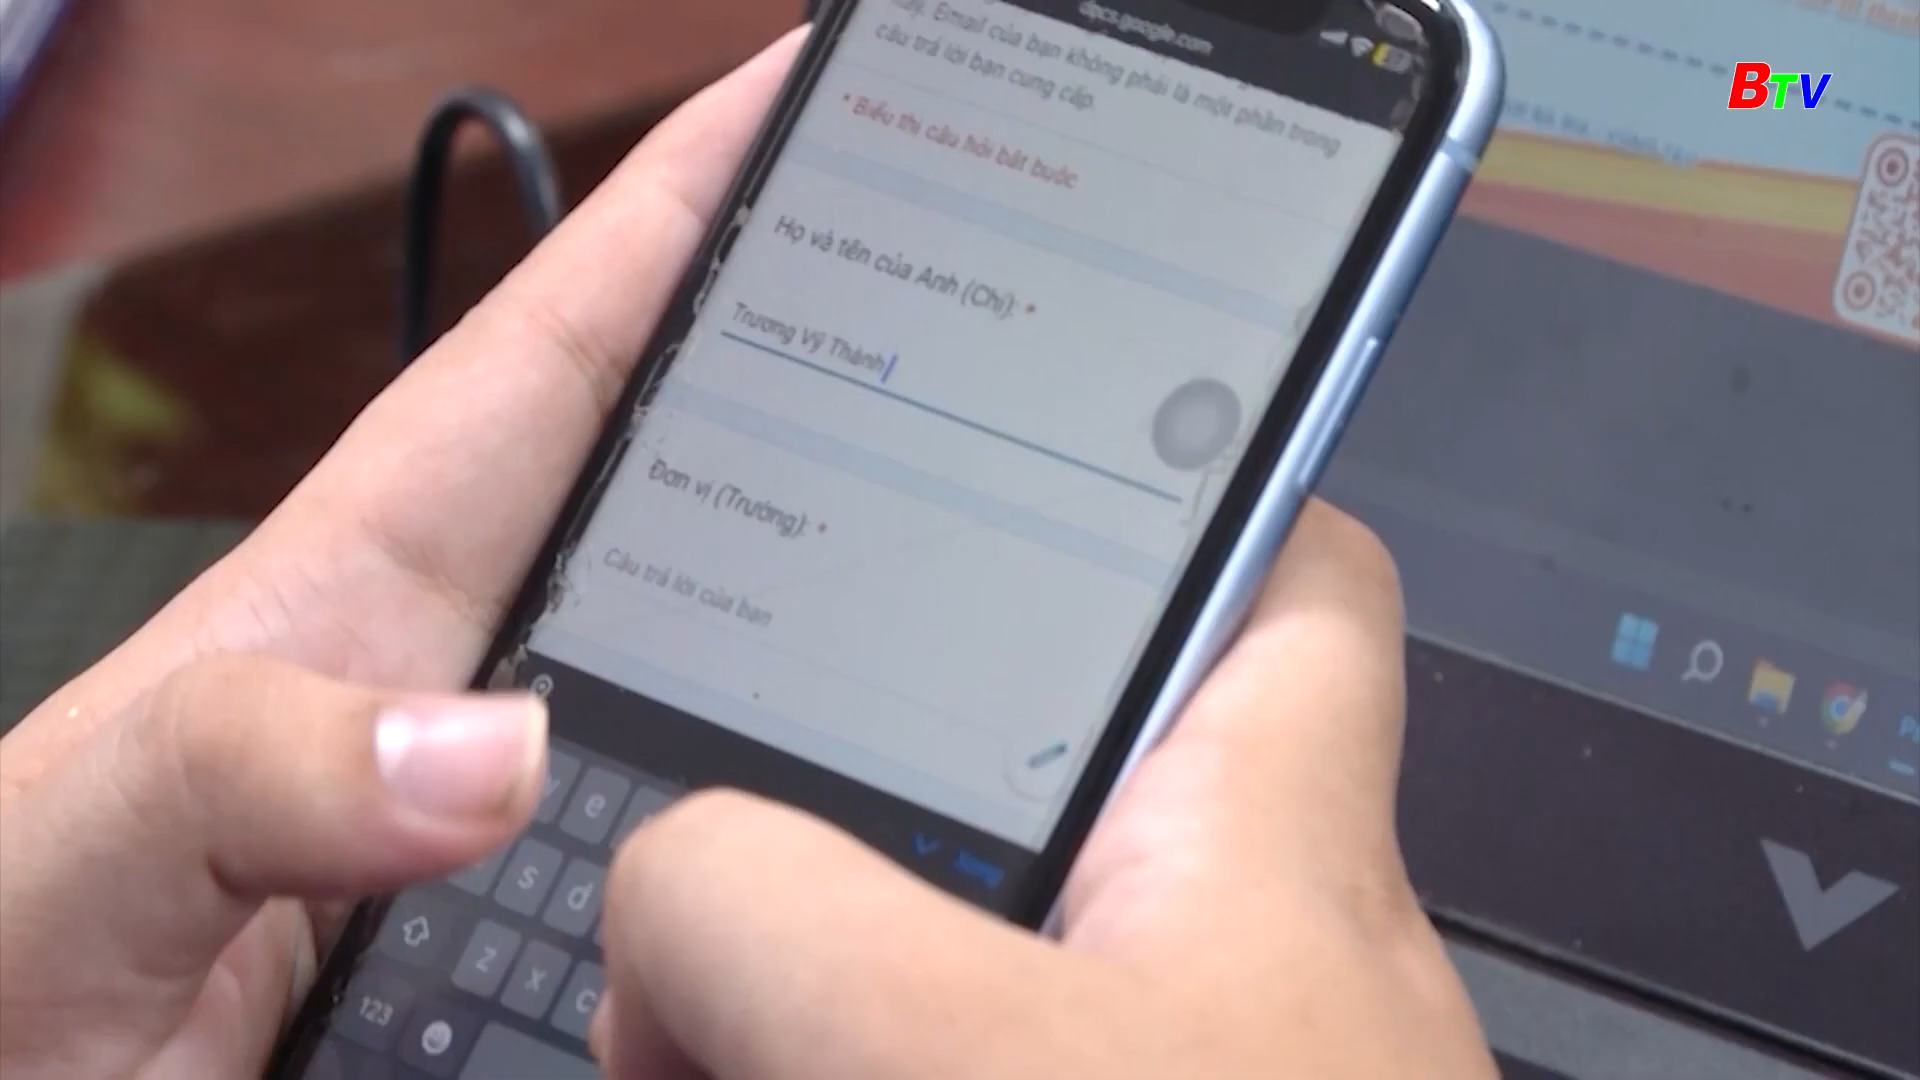 docs.google.com
Email của bạn không phải là một phần trong
câu trả lời bạn cung cấp.
* Biểu thị câu hỏi bắt buộc
Họ và tên của Anh (Chị): *
Trương Vỹ Thành
Đơn vị (Trường): *
Câu trả lời của bạn
e
s d
z x c
123
BTV